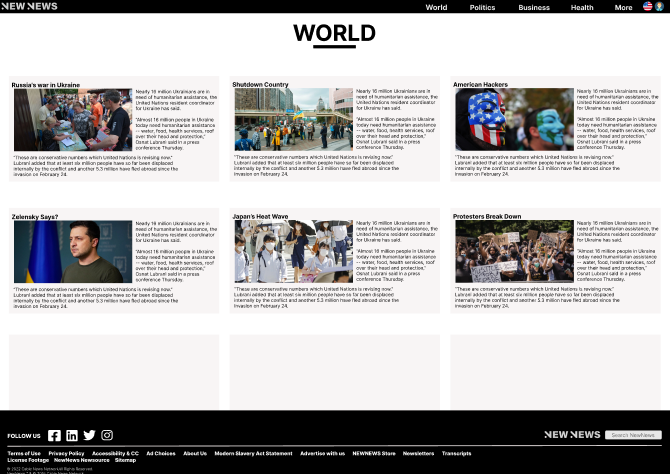 NEW NEWS
World Politics Business Health More
WORLD
Russia's war in Ukraine
Nearly 16 million Ukrainians are in
need of humanitarian assistance, the
United Nations resident coordinator
for Ukraine has said.
"Almost 16 million people in Ukraine
today need humanitarian assistance
-- water, food, health services, roof
over their head and protection,"
Osnat Lubrani said in a press
conference Thursday.
"These are conservative numbers which United Nations is revising now."
Lubrani added that at least six million people have so far been displaced
internally by the conflict and another 5.3 million have fled abroad since the
invasion on February 24.
Shutdown Country
Nearly 16 million Ukrainians are in
need of humanitarian assistance, the
United Nations resident coordinator
for Ukraine has said.
"Almost 16 million people in Ukraine
today need humanitarian assistance
-- water, food, health services, roof
over their head and protection,"
Osnat Lubrani said in a press
conference Thursday.
"These are conservative numbers which United Nations is revising now."
Lubrani added that at least six million people have so far been displaced
internally by the conflict and another 5.3 million have fled abroad since the
invasion on February 24.
American Hackers
Nearly 16 million Ukrainians are in
need of humanitarian assistance, the
United Nations resident coordinator
for Ukraine has said.
"Almost 16 million people in Ukraine
today need humanitarian assistance
-- water, food, health services, roof
over their head and protection,"
Osnat Lubrani said in a press
conference Thursday.
"These are conservative numbers which United Nations is revising now."
Lubrani added that at least six million people have so far been displaced
internally by the conflict and another 5.3 million have fled abroad since the
invasion on February 24.
Zelensky Says?
Nearly 16 million Ukrainians are in
need of humanitarian assistance, the
United Nations resident coordinator
for Ukraine has said.
"Almost 16 million people in Ukraine
today need humanitarian assistance
-- water, food, health services, roof
over their head and protection,"
Osnat Lubrani said in a press
conference Thursday.
"These are conservative numbers which United Nations is revising now."
Lubrani added that at least six million people have so far been displaced
internally by the conflict and another 5.3 million have fled abroad since the
invasion on February 24.
Japan's Heat Wave
Nearly 16 million Ukrainians are in
need of humanitarian assistance, the
United Nations resident coordinator
for Ukraine has said.
"Almost 16 million people in Ukraine
today need humanitarian assistance
-- water, food, health services, roof
over their head and protection,"
Osnat Lubrani said in a press
conference Thursday.
"These are conservative numbers which United Nations is revising now."
Lubrani added that at least six million people have so far been displaced
internally by the conflict and another 5.3 million have fled abroad since the
invasion on February 24.
Protesters Break Down
Nearly 16 million Ukrainians are in
need of humanitarian assistance, the
United Nations resident coordinator
for Ukraine has said.
"Almost 16 million people in Ukraine
today need humanitarian assistance
-- water, food, health services, roof
over their head and protection,"
Osnat Lubrani said in a press
conference Thursday.
"These are conservative numbers which United Nations is revising now."
Lubrani added that at least six million people have so far been displaced
internally by the conflict and another 5.3 million have fled abroad since the
invasion on February 24.
FOLLOW US
NEW NEWS Search NewNews
Terms of Use Privacy Policy Accessibility & CC Ad Choices About Us Modern Slavery Act Statement Advertise with us NEWNEWS Store Newsletters Transcripts
License Footage NewNews Newsource Sitemap
© 2022 Cable News Network All Rights Reserved.